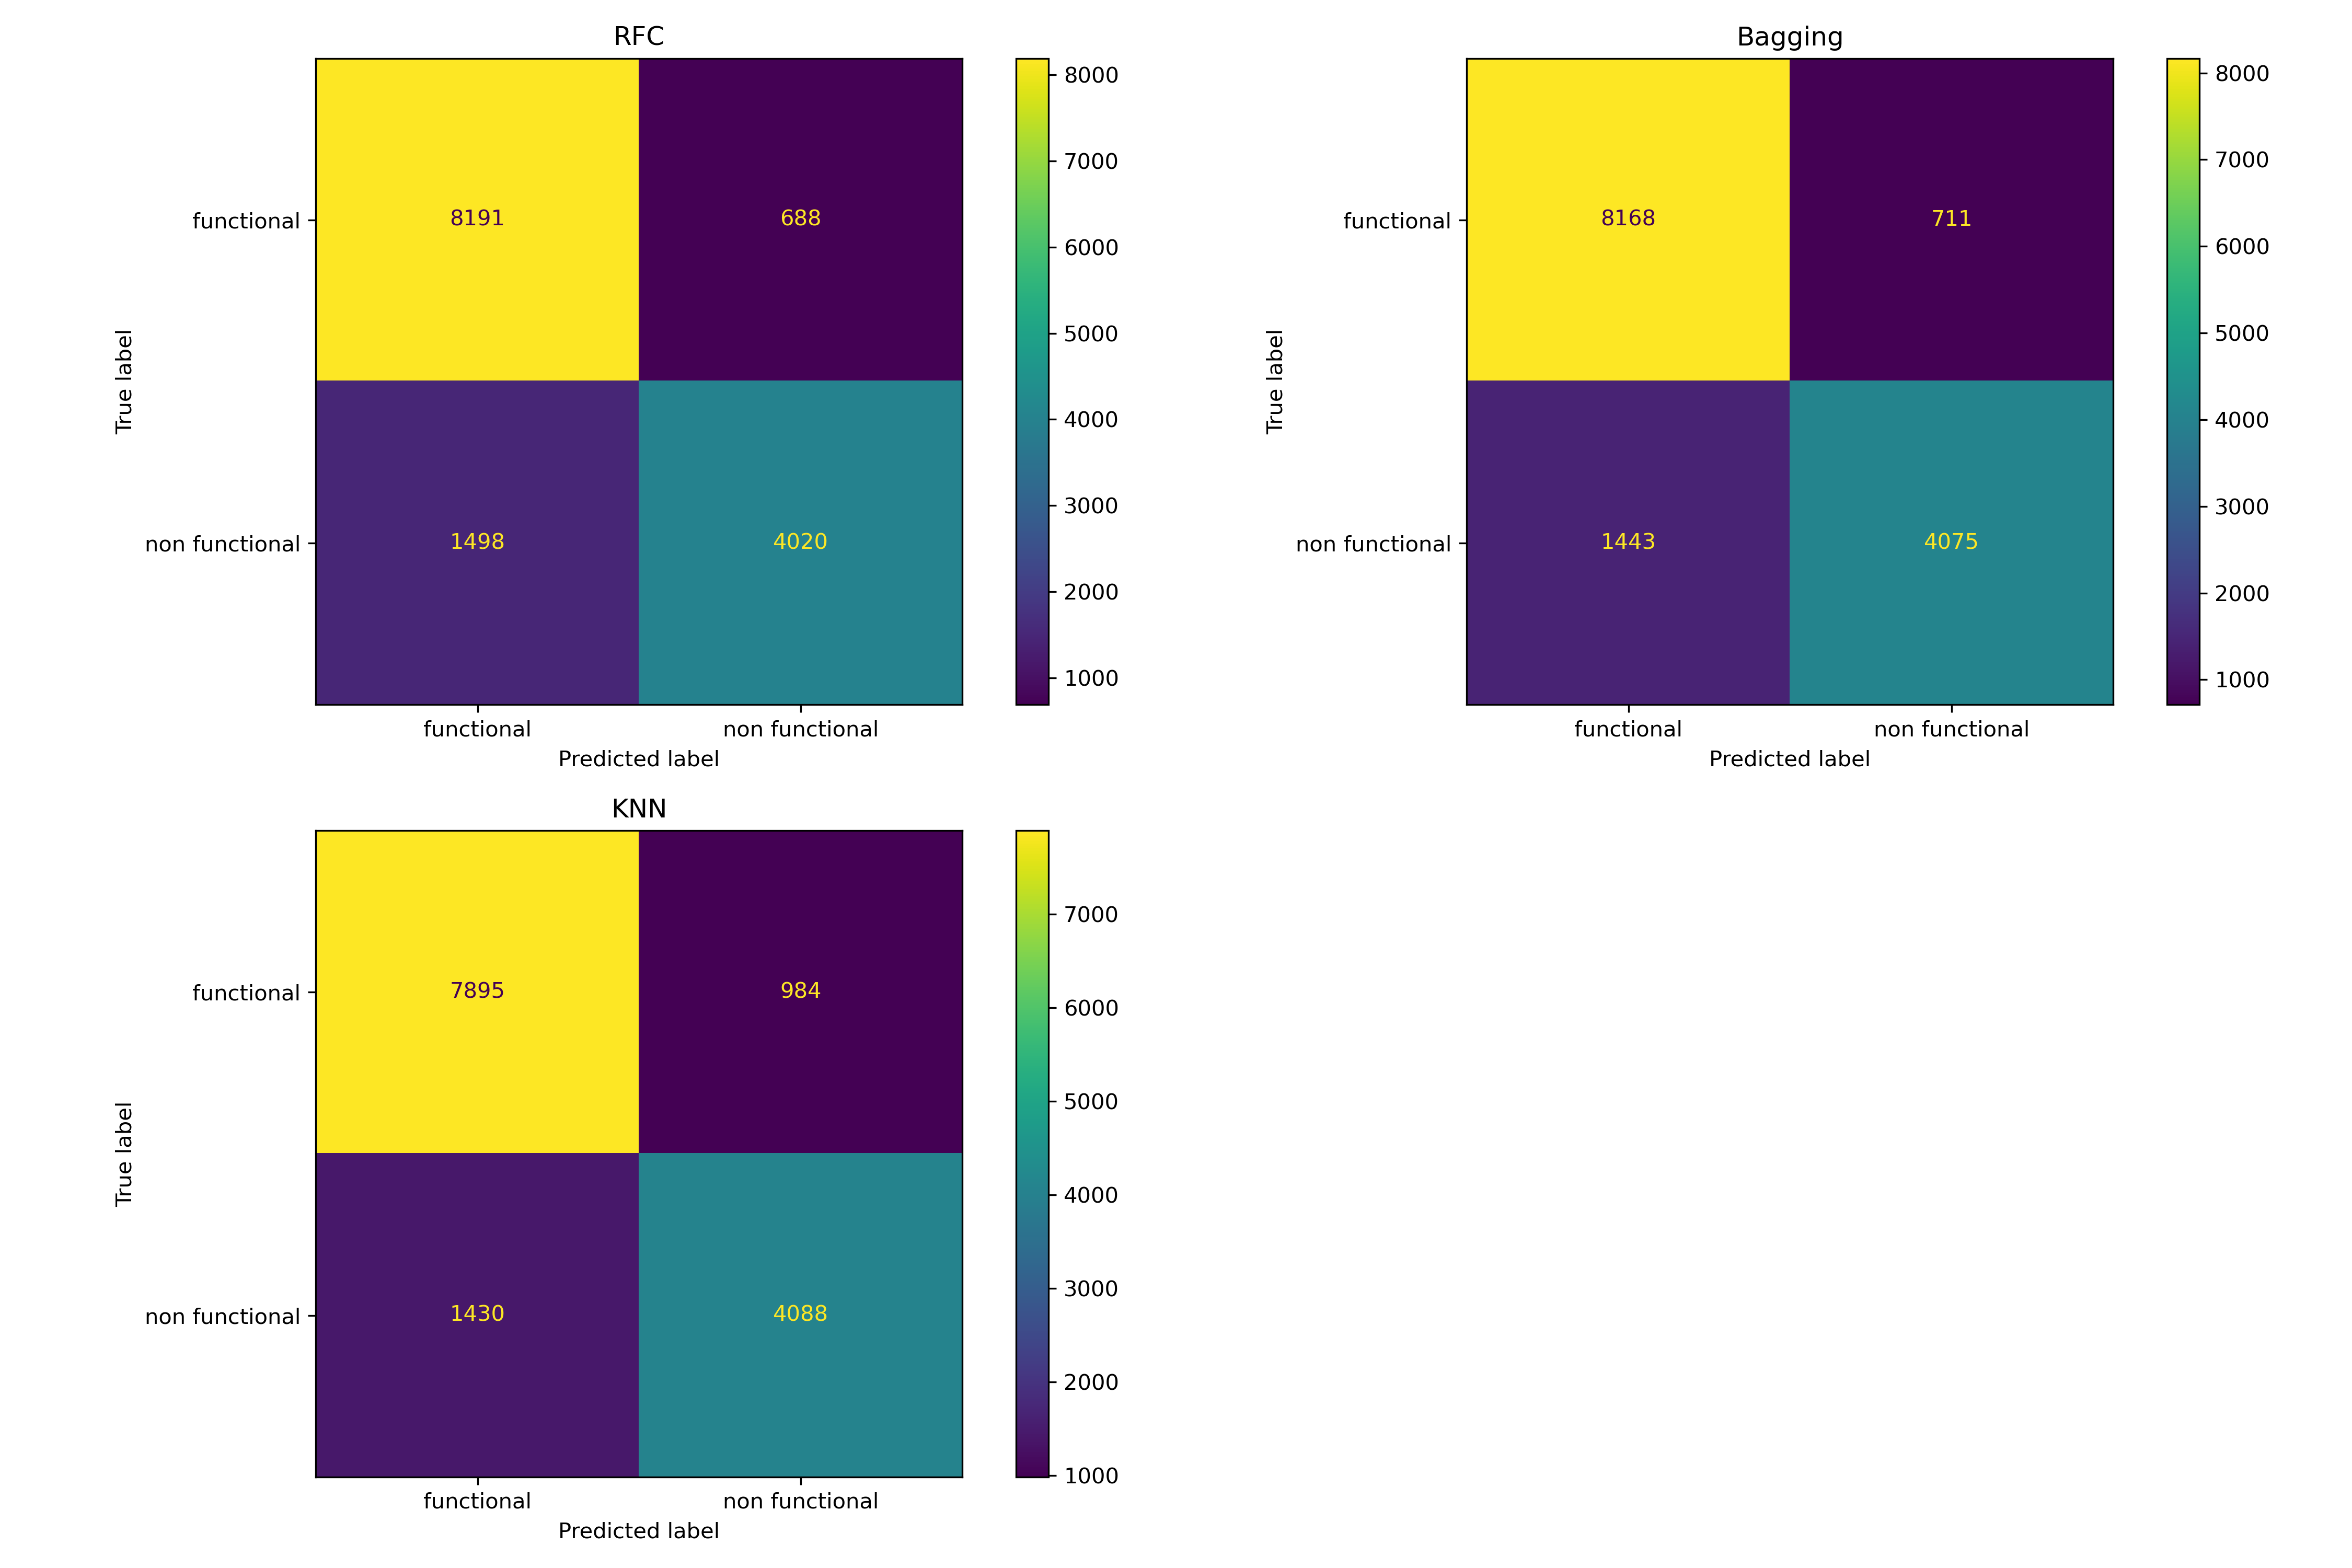 RFC
8000
7000
6000
5000
4000
3000
2000
1000
functional
8191
688
True label
non functional
1498
4020
functional
non functional
Predicted label
Bagging
8000
7000
6000
5000
4000
3000
2000
1000
functional
8168
711
True label
non functional
1443
4075
functional
non functional
Predicted label
KNN
7000
6000
5000
4000
3000
2000
1000
functional
7895
984
True label
non functional
1430
4088
functional
non functional
Predicted label